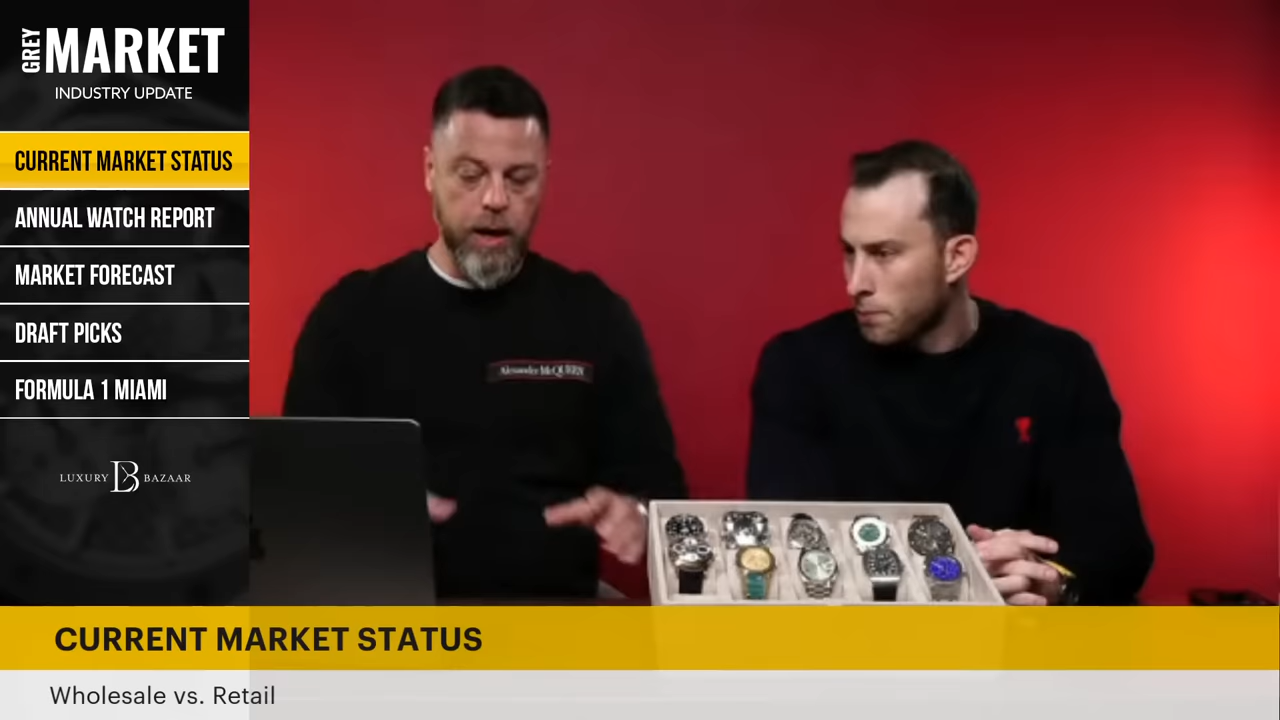 GREY
MARKET
INDUSTRY UPDATE
CURRENT MARKET STATUS
ANNUAL WATCH REPORT
MARKET FORECAST
DRAFT PICKS
FORMULA 1 MIAMI
LUXURY B BAZAAR
Alexander McQUEEN
CURRENT MARKET STATUS
Wholesale vs. Retail